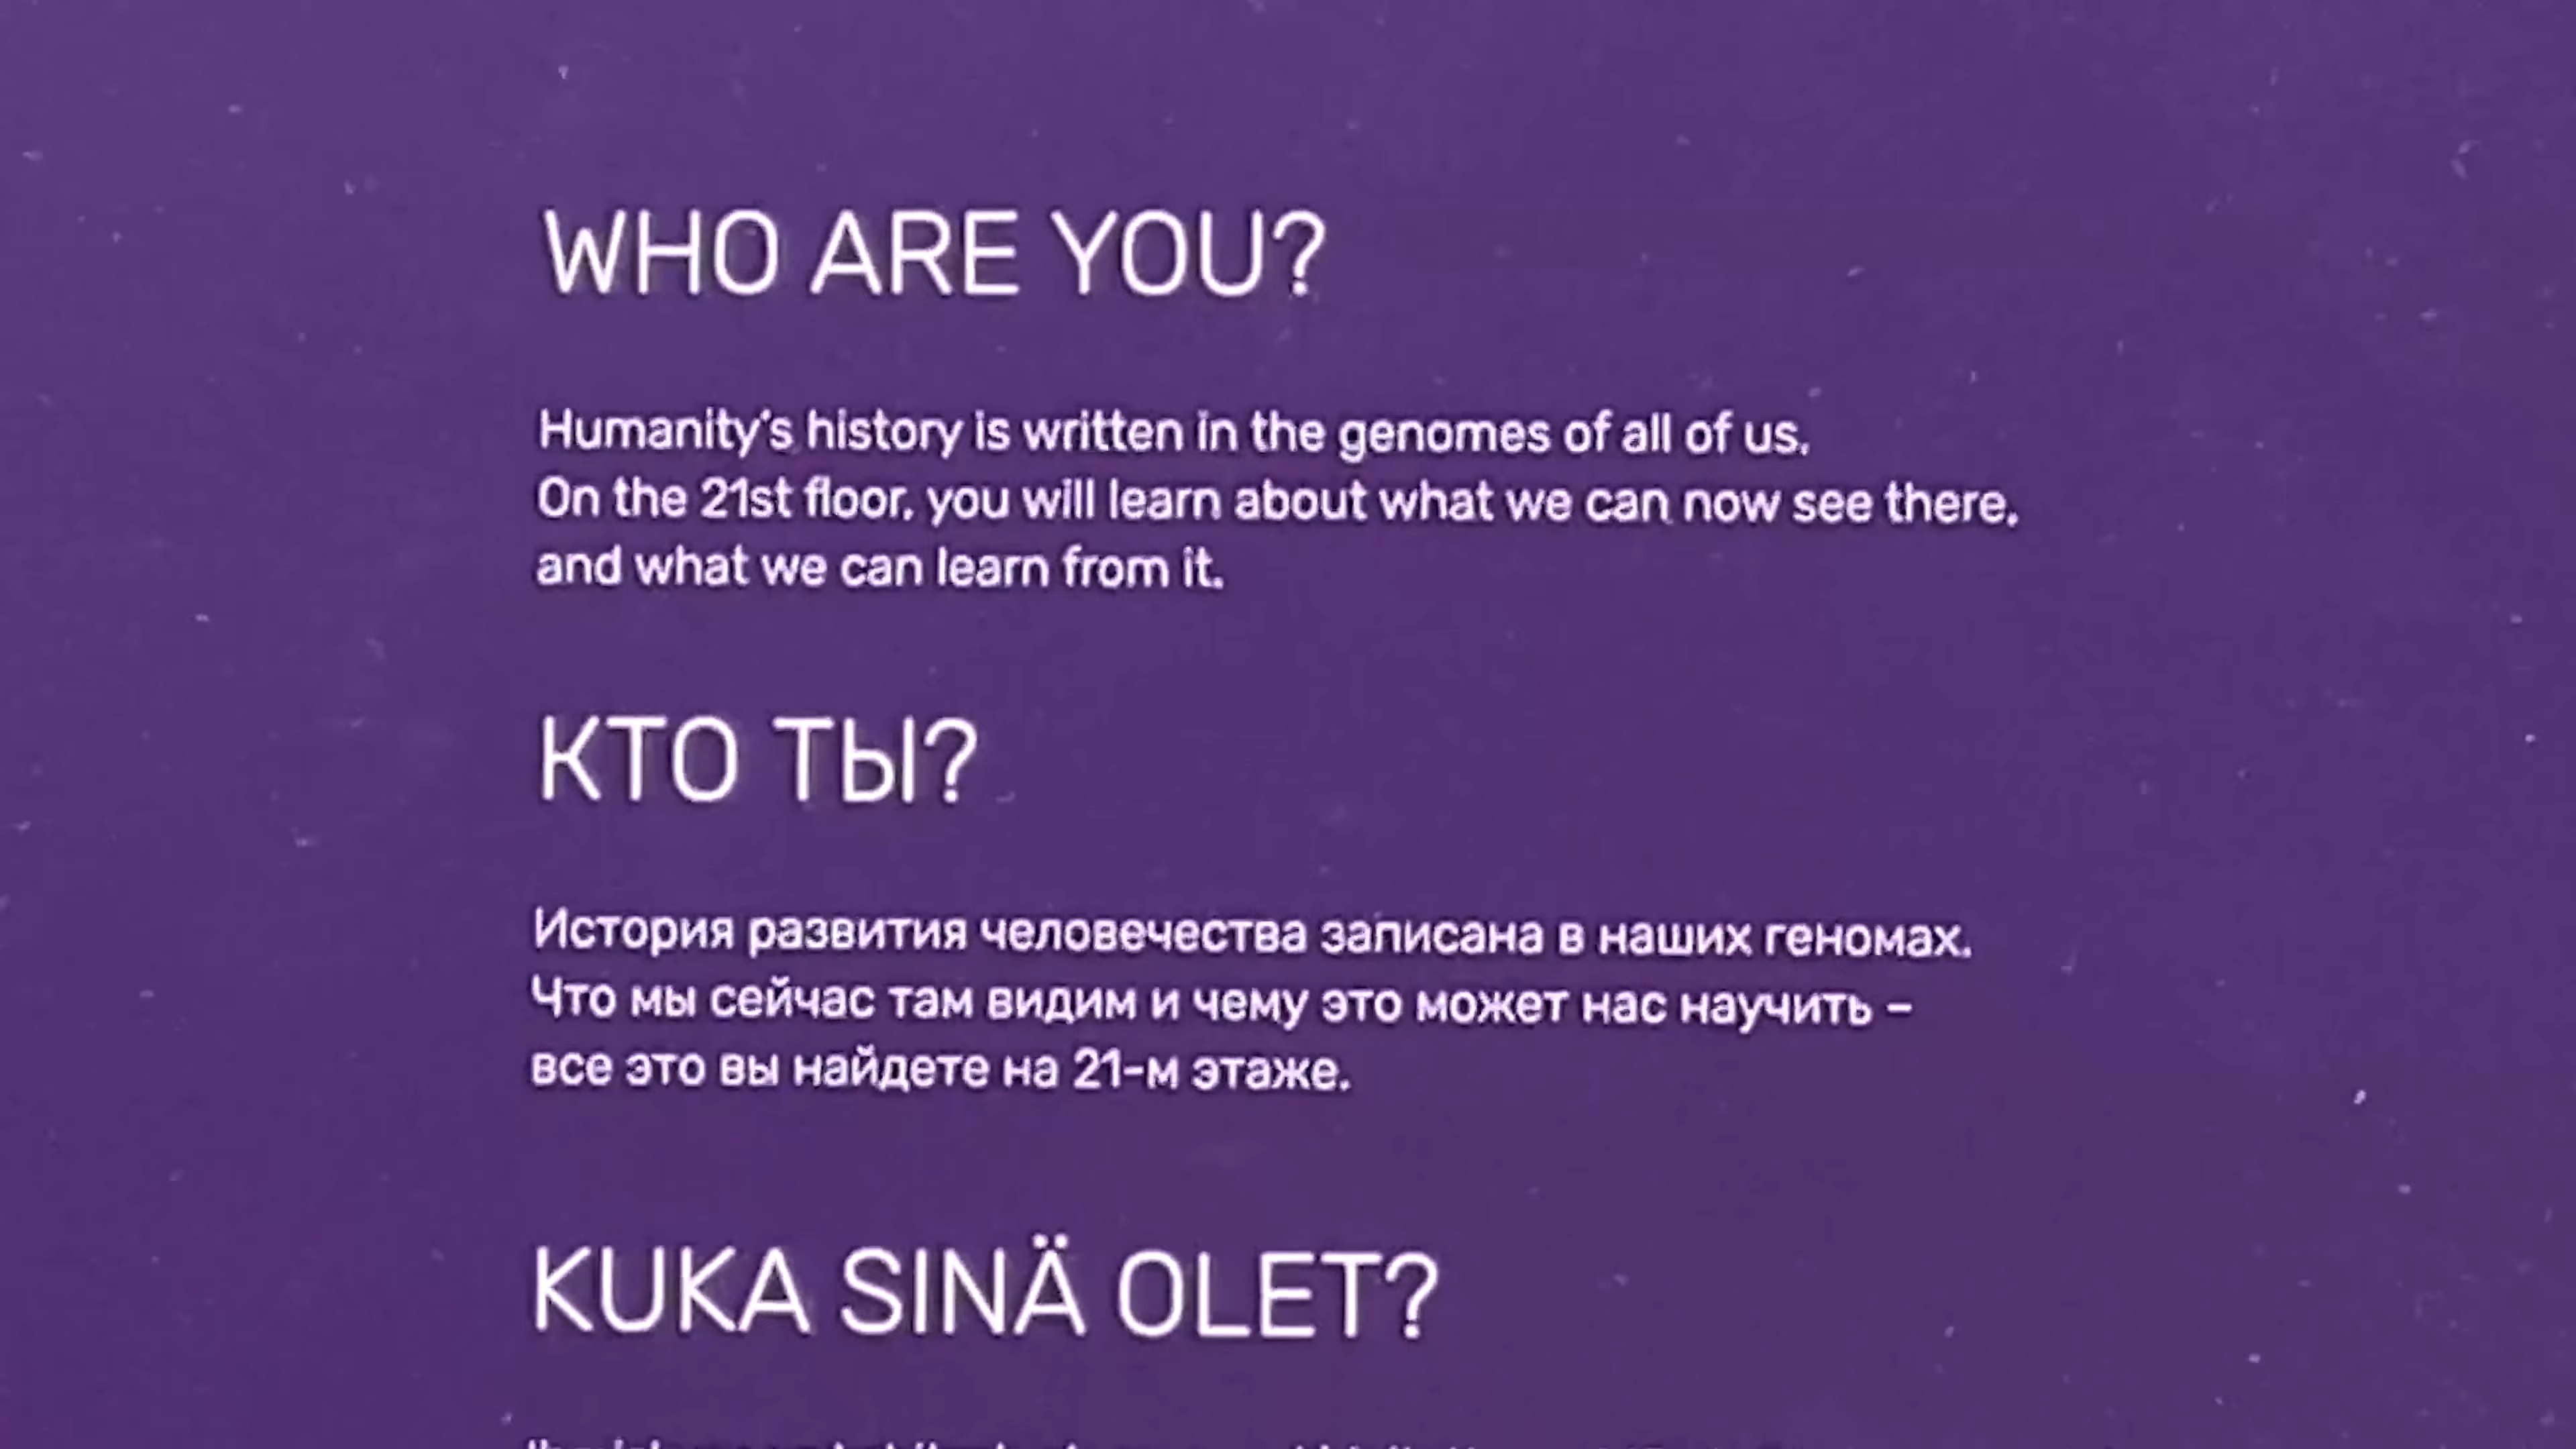 WHO ARE YOU?
Humanity's history is written in the genomes of all of us.
On the 21st floor, you will learn about what we can now see there,
and what we can learn from it.
КТО ТЫ?
История развития человечества записана в наших геномах.
Что мы сейчас там видим и чему это может нас научить –
все это вы найдете на 21-м этаже.
KUKA SINÄ OLET?